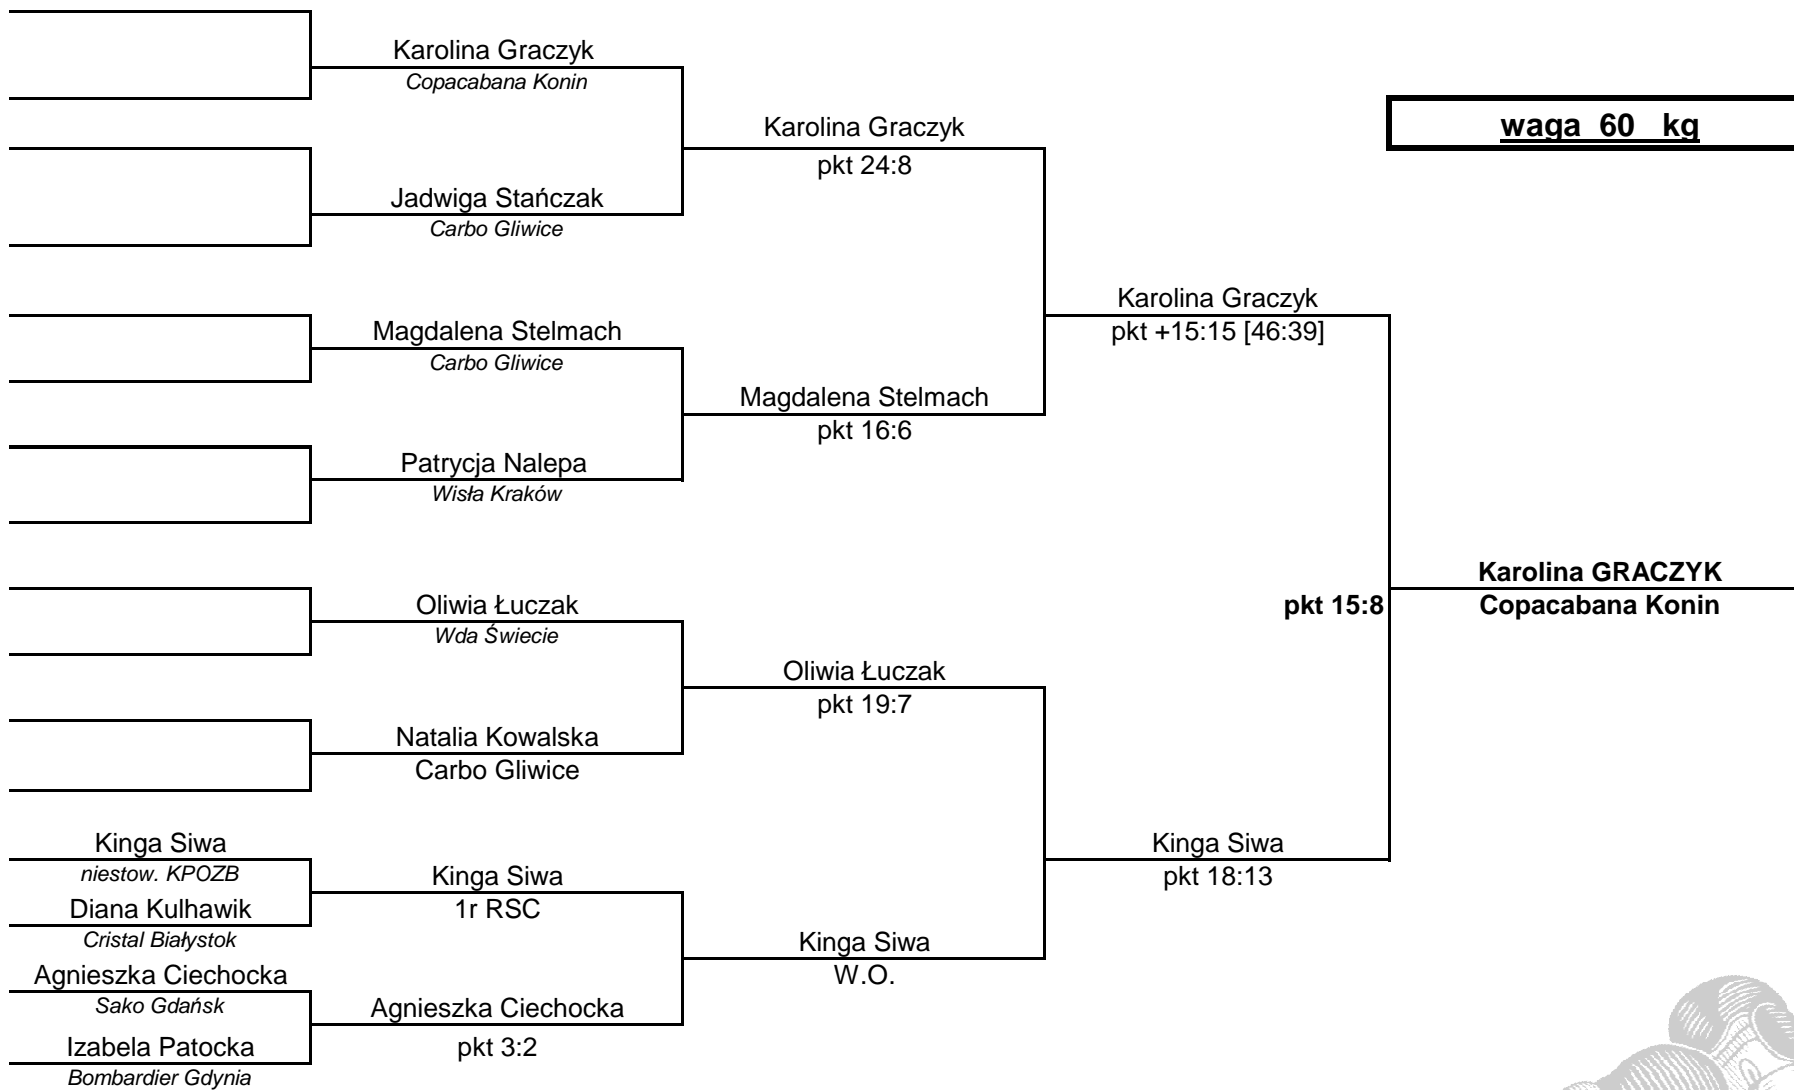 Karolina Graczyk
Copacabana Konin
Jadwiga Stańczak
Carbo Gliwice
Magdalena Stelmach
Carbo Gliwice
Patrycja Nalepa
Wisła Kraków
Oliwia Łuczak
Wda Świecie
Natalia Kowalska
Carbo Gliwice
Kinga Siwa
niestow. KPOZB
Diana Kulhawik
Cristal Białystok
Agnieszka Ciechocka
Sako Gdańsk
Izabela Patocka
Bombardier Gdynia
Kinga Siwa
1r RSC
Agnieszka Ciechocka
pkt 3:2
Karolina Graczyk
pkt 24:8
Magdalena Stelmach
pkt 16:6
Oliwia Łuczak
pkt 19:7
Kinga Siwa
W.O.
Karolina Graczyk
pkt +15:15 [46:39]
Kinga Siwa
pkt 18:13
waga 60 kg
pkt 15:8
Karolina GRACZYK
Copacabana Konin